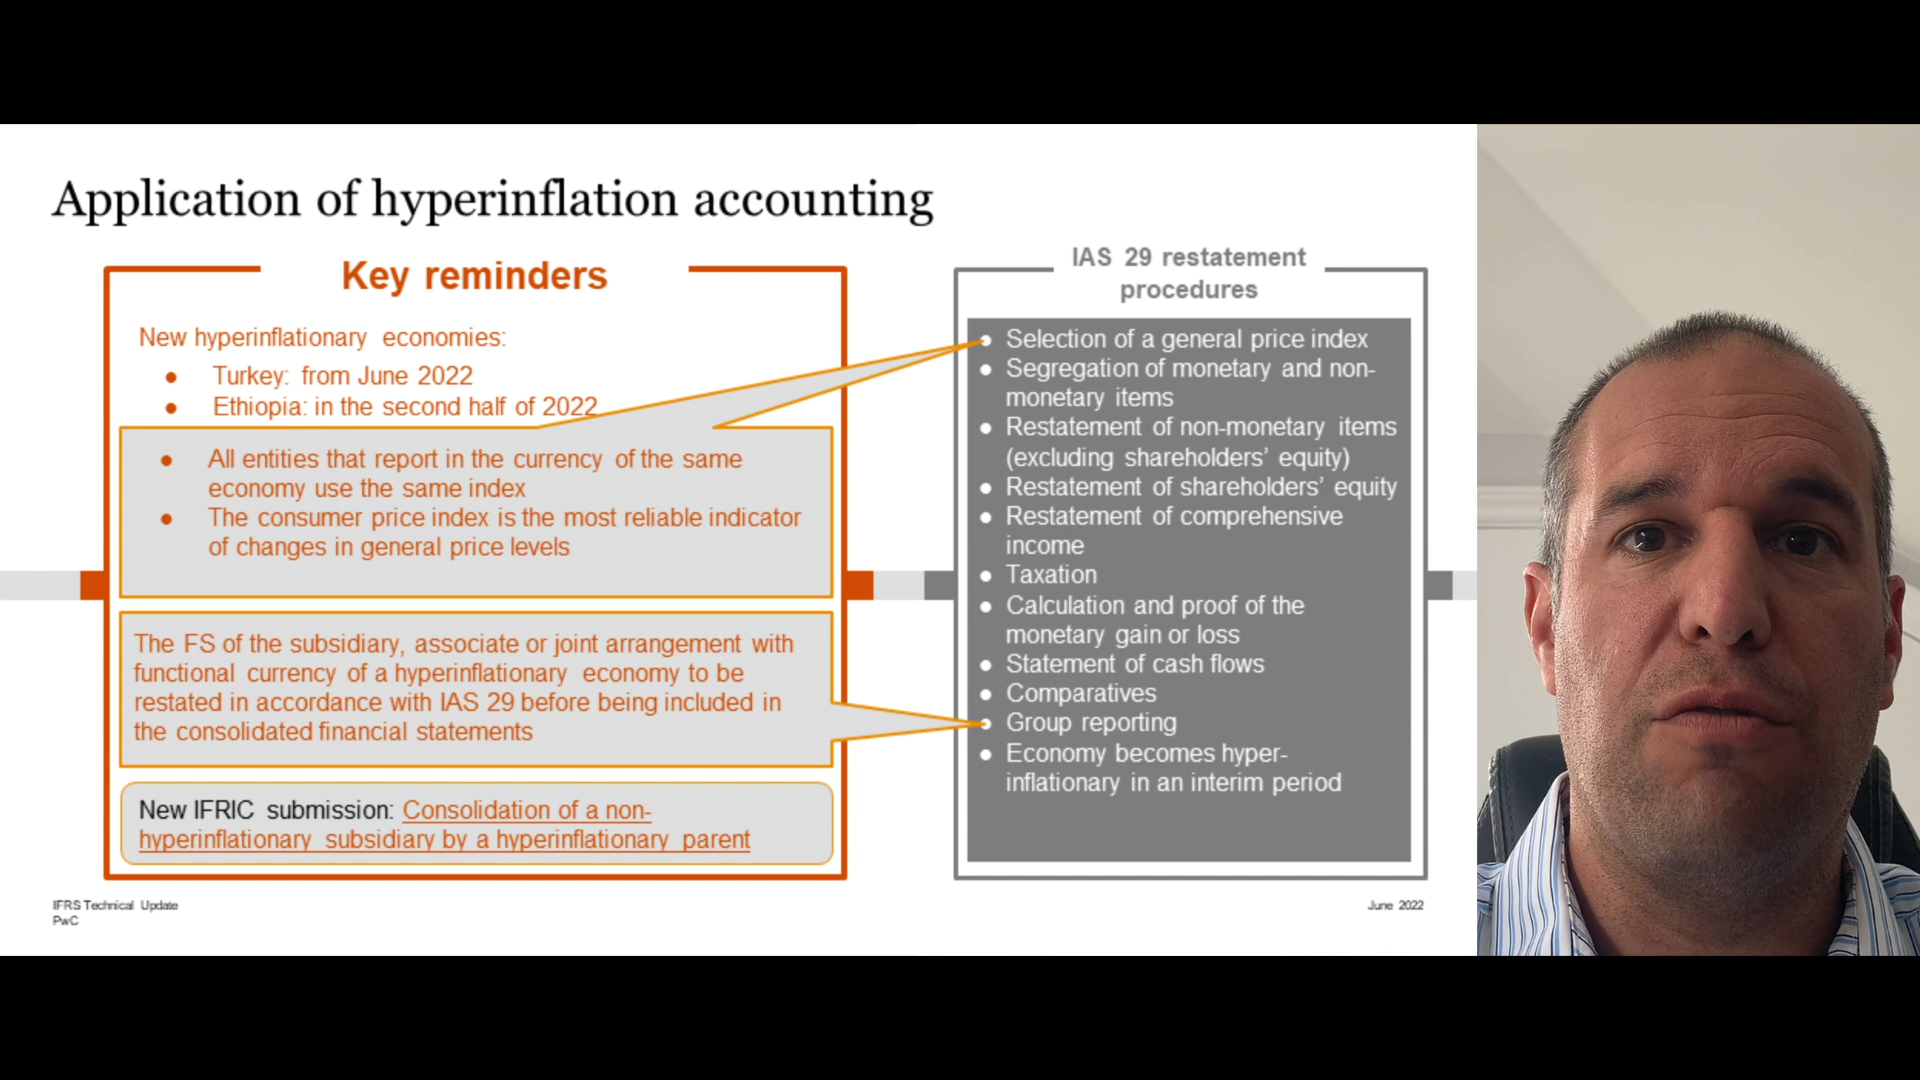 Application of hyperinflation accounting
Key reminders
New hyperinflationary economies:
● Turkey: from June 2022
● Ethiopia: in the second half of 2022
● All entities that report in the currency of the same
economy use the same index
● The consumer price index is the most reliable indicator
of changes in general price levels
The FS of the subsidiary, associate or joint arrangement with
functional currency of a hyperinflationary economy to be
restated in accordance with IAS 29 before being included in
the consolidated financial statements
New IFRIC submission: Consolidation of a non-
hyperinflationary subsidiary by a hyperinflationary parent
IAS 29 restatement
procedures
● Selection of a general price index
● Segregation of monetary and non-
monetary items
● Restatement of non-monetary items
(excluding shareholders’ equity)
● Restatement of shareholders’ equity
● Restatement of comprehensive
income
● Taxation
● Calculation and proof of the
monetary gain or loss
● Statement of cash flows
● Comparatives
● Group reporting
● Economy becomes hyper-
inflationary in an interim period
IFRS Technical Update
PwC
June 2022